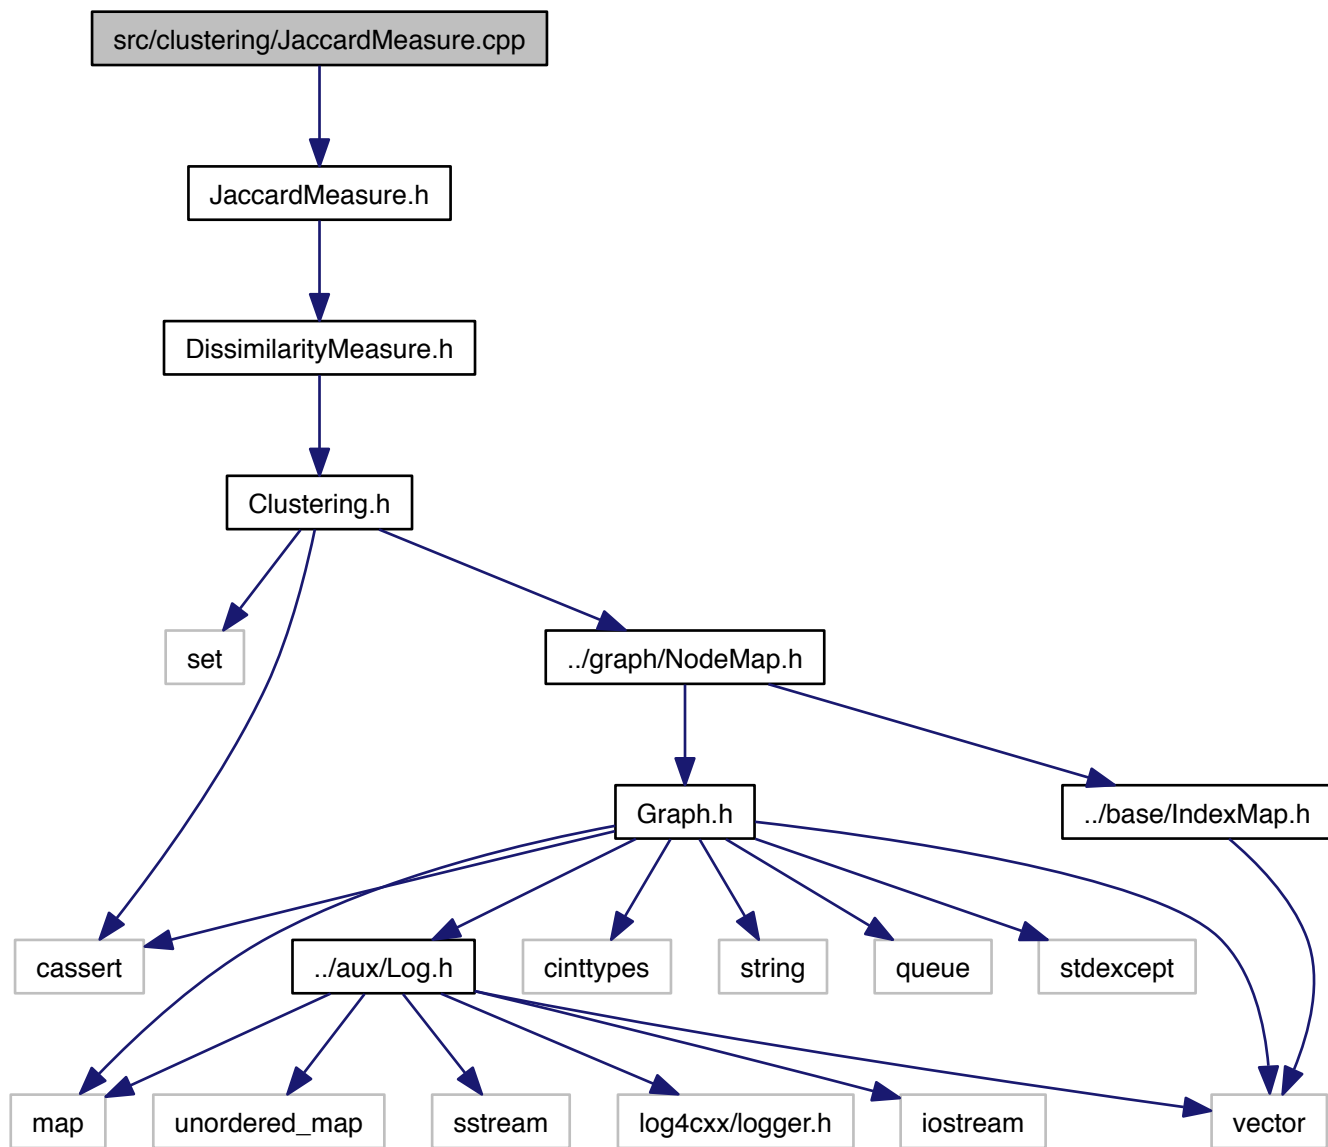 src/clustering/JaccardMeasure.cpp
JaccardMeasure.h
DissimilarityMeasure.h
Clustering.h
set
../graph/NodeMap.h
Graph.h
../base/IndexMap.h
cassert
../aux/Log.h
cinttypes
string
queue
stdexcept
map
unordered_map
sstream
log4cxx/logger.h
iostream
vector